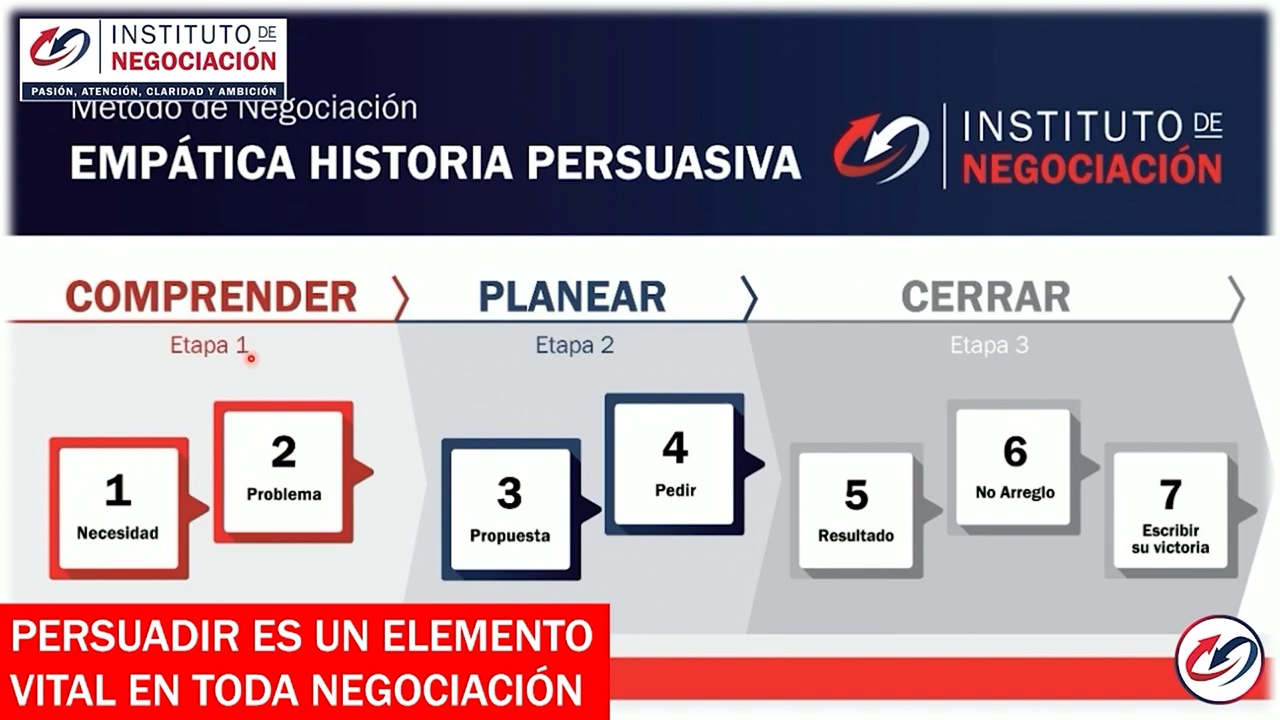 INSTITUTO DE
NEGOCIACIÓN
PASIÓN, ATENCIÓN, CLARIDAD Y AMBICIÓN
Método de Negociación
EMPÁTICA HISTORIA PERSUASIVA
INSTITUTO DE
NEGOCIACIÓN
COMPRENDER
Etapa 1
1
Necesidad
2
Problema
PLANEAR
Etapa 2
3
Propuesta
4
Pedir
CERRAR
Etapa 3
5
Resultado
6
No Arreglo
7
Escribir
su victoria
PERSUADIR ES UN ELEMENTO
VITAL EN TODA NEGOCIACIÓN